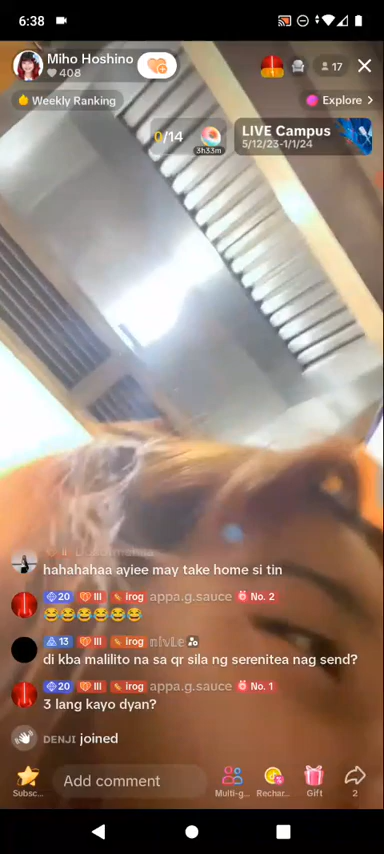 6:38
Miho Hoshino
408
17
Weekly Ranking
Explore >
0/14
3h33m
LIVE Campus
5/12/23-1/1/24
hahahahaa ayiee may take home si tin
20 III irog appa.g.sauce No. 2
😂😂😂😂😂😂
13 III irog 𝕟𝕚𝕧𝕃𝕖
di kba malilito na sa qr sila ng serenitea nag send?
20 III irog appa.g.sauce No. 1
3 lang kayo dyan?
DENJI joined
Add comment
Subsc...
Multi-g...
Rechar...
Gift
2